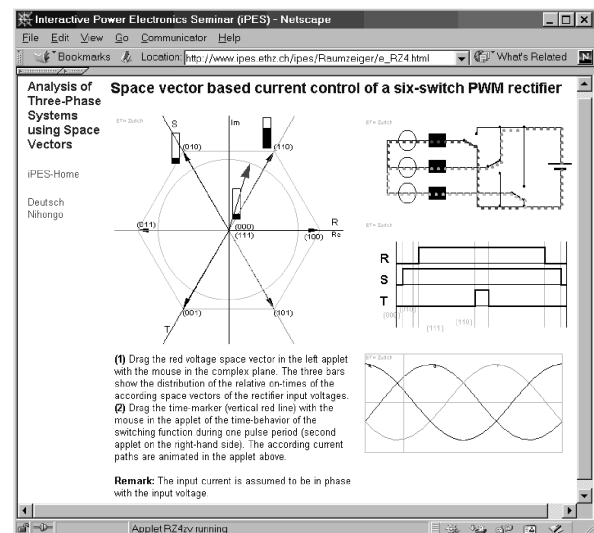 Interactive Power Electronics Seminar (iPES) - Netscape
File Edit View Go Communicator Help
Bookmarks Location: http://www.ipes.ethz.ch/ipes/Raumzeiger/e_RZ4.html What's Related N
Analysis of
Three-Phase
Systems
using Space
Vectors
iPES-Home
Deutsch
Nihongo
Space vector based current control of a six-switch PWM rectifier
S
Im
(010)
(110)
(011)
(000)
(111)
R
Re
(100)
(001)
(101)
T
R
S
T
(000)
(110)
(111)
(110)
(1) Drag the red voltage space vector in the left applet
with the mouse in the complex plane. The three bars
show the distribution of the relative on-times of the
according space vectors of the rectifier input voltages.
(2) Drag the time-marker (vertical red line) with the
mouse in the applet of the time-behavior of the
switching function during one pulse period (second
applet on the right-hand side). The according current
paths are animated in the applet above.
Remark: The input current is assumed to be in phase
with the input voltage.
Applet RZ4zv running